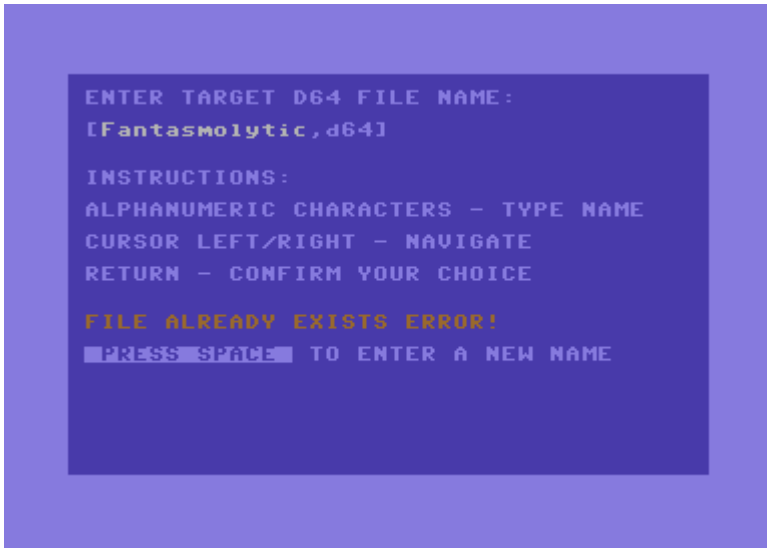 ENTER TARGET D64 FILE NAME:
[Fantasmolytic,d64]
INSTRUCTIONS:
ALPHANUMERIC CHARACTERS - TYPE NAME
CURSOR LEFT/RIGHT - NAVIGATE
RETURN - CONFIRM YOUR CHOICE
FILE ALREADY EXISTS ERROR!
PRESS SPACE TO ENTER A NEW NAME